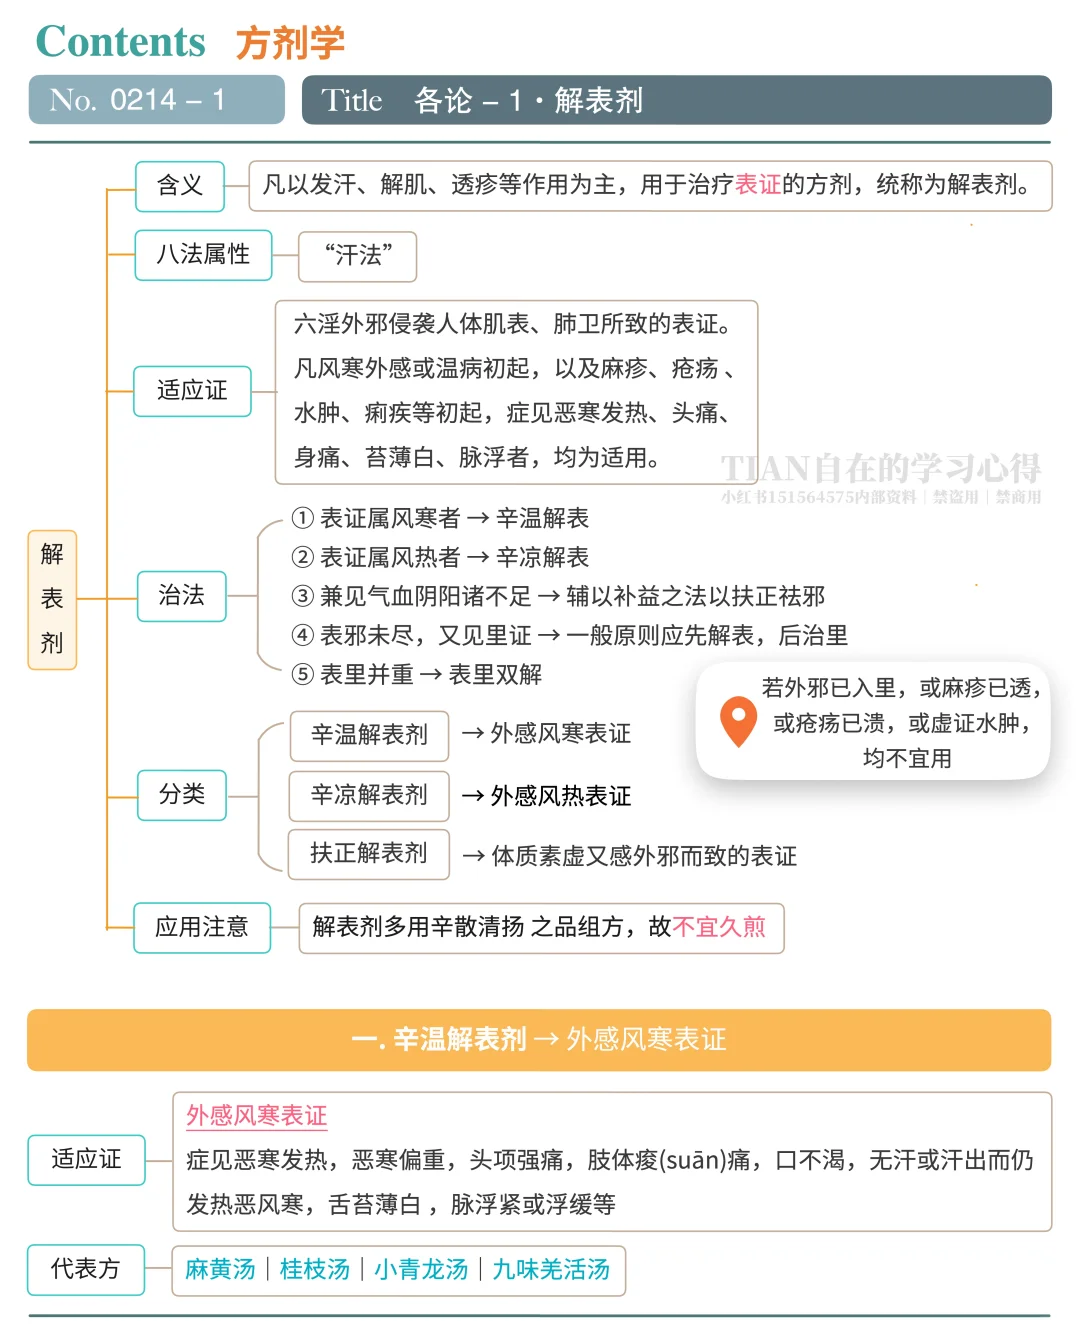 Contents 方剂学
No. 0214 – 1
Title 各论 – 1 · 解表剂
解表剂
含义
凡以发汗、解肌、透疹等作用为主，用于治疗表证的方剂，统称为解表剂。
八法属性
“汗法”
适应证
六淫外邪侵袭人体肌表、肺卫所致的表证。
凡风寒外感或温病初起，以及麻疹、疮疡 、
水肿、痢疾等初起，症见恶寒发热、头痛、
身痛、苔薄白、脉浮者，均为适用。
TIAN自在的学习心得
小红书151564575内部资料｜禁盗用｜禁商用
治法
① 表证属风寒者 → 辛温解表
② 表证属风热者 → 辛凉解表
③ 兼见气血阴阳诸不足 → 辅以补益之法以扶正祛邪
④ 表邪未尽，又见里证 → 一般原则应先解表，后治里
⑤ 表里并重 → 表里双解
若外邪已入里，或麻疹已透，
或疮疡已溃，或虚证水肿，
均不宜用
分类
辛温解表剂 → 外感风寒表证
辛凉解表剂 → 外感风热表证
扶正解表剂 → 体质素虚又感外邪而致的表证
应用注意
解表剂多用辛散清扬 之品组方，故不宜久煎
一. 辛温解表剂 → 外感风寒表证
适应证
外感风寒表证
症见恶寒发热，恶寒偏重，头项强痛，肢体痠(suān)痛，口不渴，无汗或汗出而仍
发热恶风寒，舌苔薄白 ，脉浮紧或浮缓等
代表方
麻黄汤｜桂枝汤｜小青龙汤｜九味羌活汤